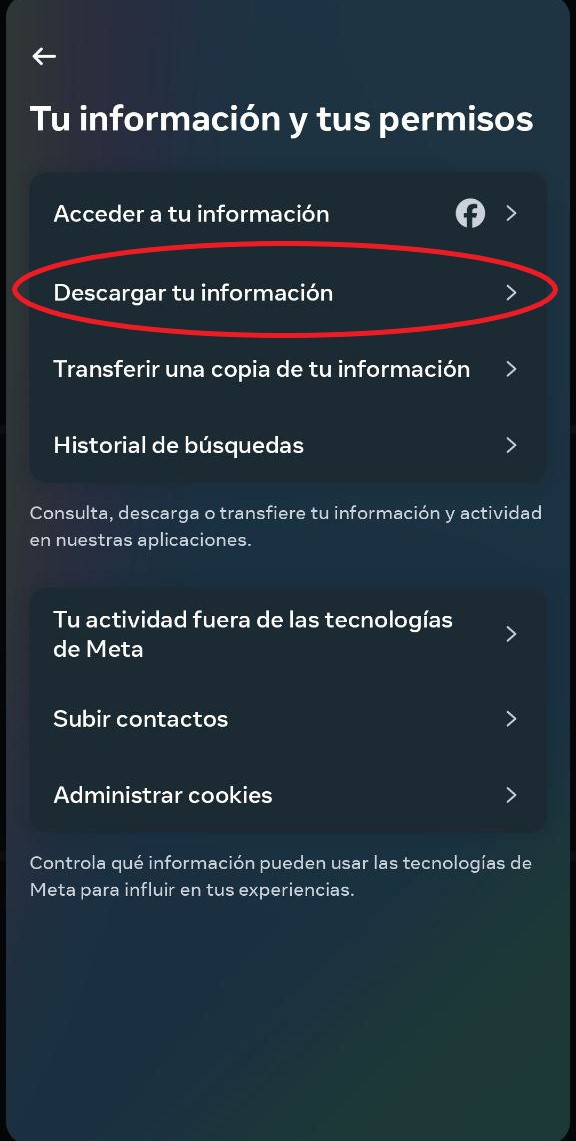 Tu información y tus permisos
Acceder a tu información
Descargar tu información
Transferir una copia de tu información
Historial de búsquedas
Consulta, descarga o transfiere tu información y actividad
en nuestras aplicaciones.
Tu actividad fuera de las tecnologías
de Meta
Subir contactos
Administrar cookies
Controla qué información pueden usar las tecnologías de
Meta para influir en tus experiencias.